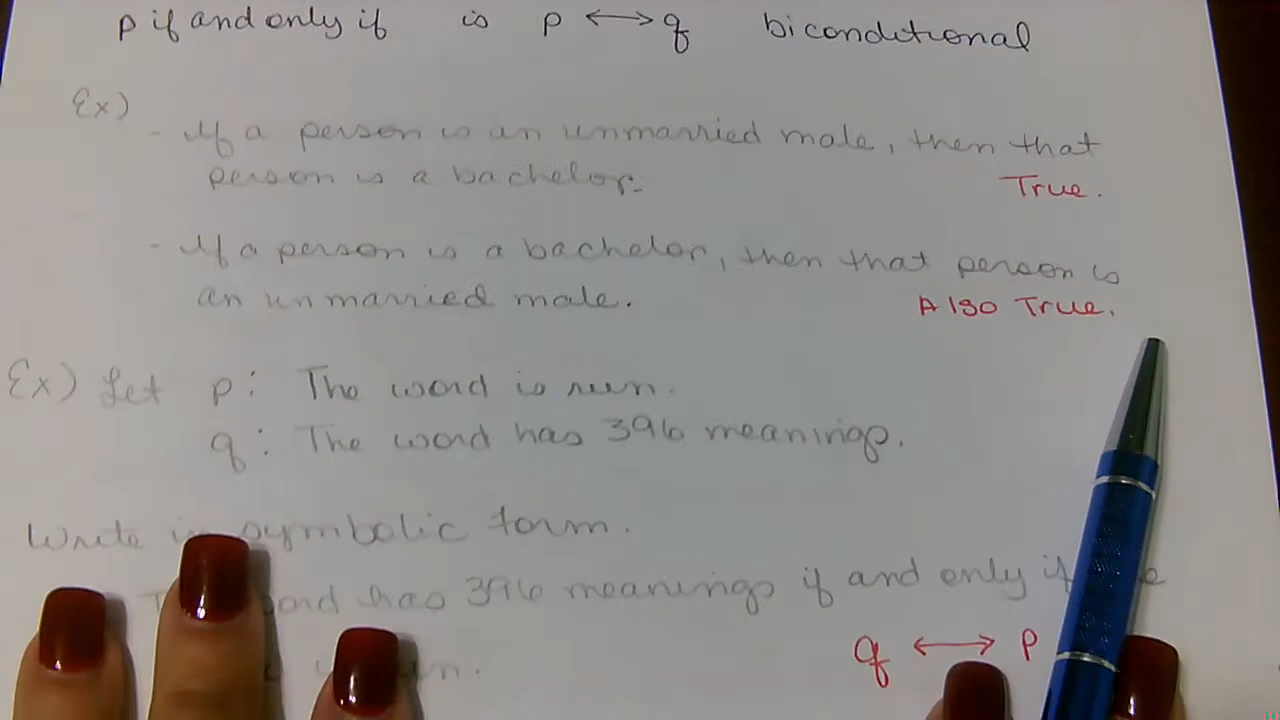 p if and only if is p ⟷ q biconditional
Ex)
- If a person is an unmarried male, then that
person is a bachelor. True.
- If a person is a bachelor, then that person is
an unmarried male. Also True.
Ex) Let p: The word is run.
q: The word has 396 meanings.
Write in symbolic form.
has 396 meanings if and only if
q ⟷ p